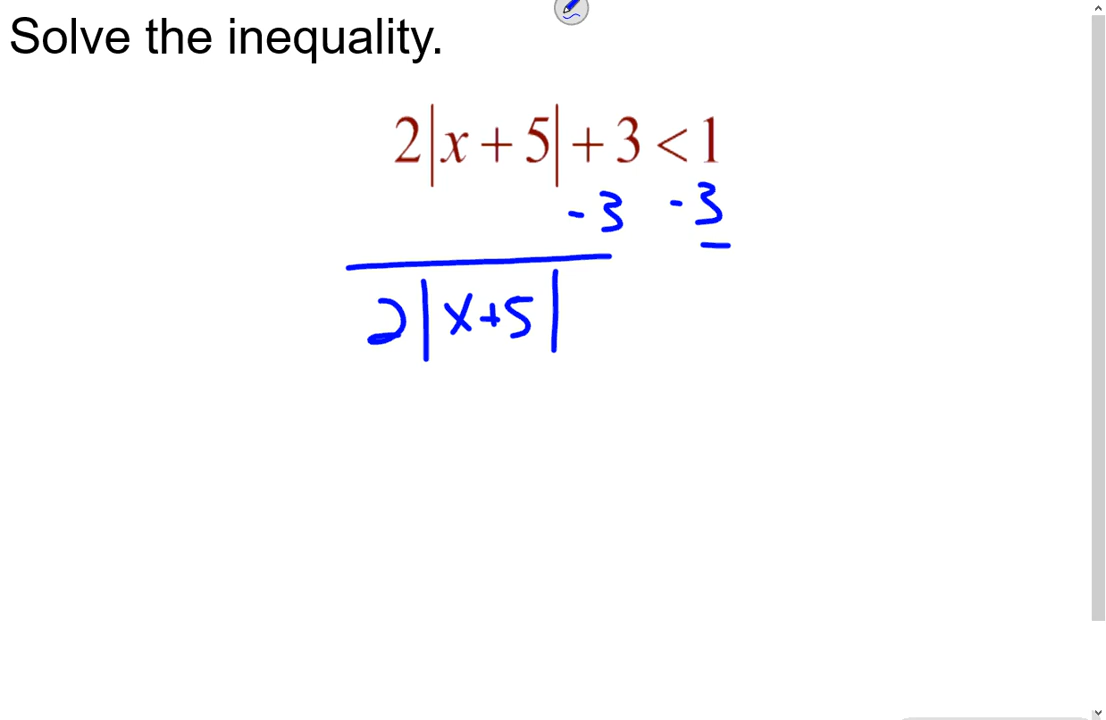 Solve the inequality.
2|x + 5| + 3 < 1
- 3 - 3
2|x+5|